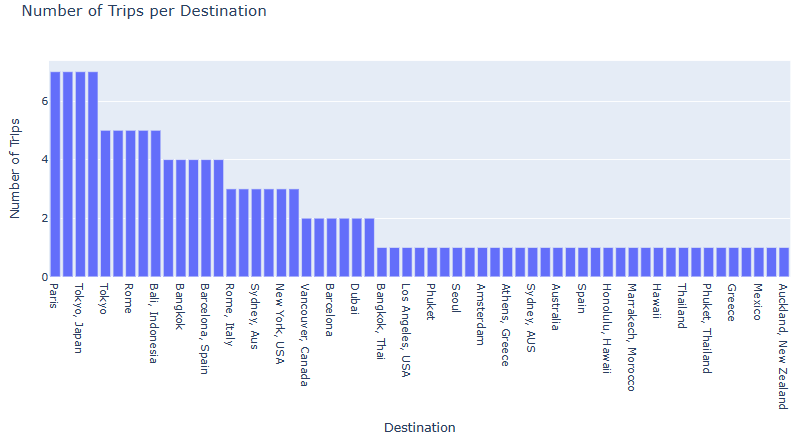 Number of Trips per Destination
Number of Trips
6
4
2
0
Paris
Tokyo, Japan
Tokyo
Rome
Bali, Indonesia
Bangkok
Barcelona, Spain
Rome, Italy
Sydney, Aus
New York, USA
Vancouver, Canada
Barcelona
Dubai
Bangkok, Thai
Los Angeles, USA
Phuket
Seoul
Amsterdam
Athens, Greece
Sydney, AUS
Australia
Spain
Honolulu, Hawaii
Marrakech, Morocco
Hawaii
Thailand
Phuket, Thailand
Greece
Mexico
Auckland, New Zealand
Destination